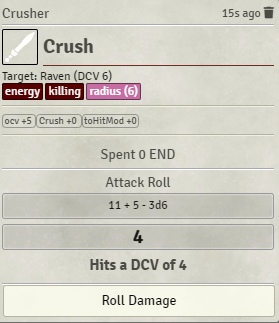 Crusher 15s ago
Crush
Target: Raven (DCV 6)
energy killing radius (6)
ocv +5 Crush +0 toHitMod +0
Spent 0 END
Attack Roll
11 + 5 - 3d6
4
Hits a DCV of 4
Roll Damage